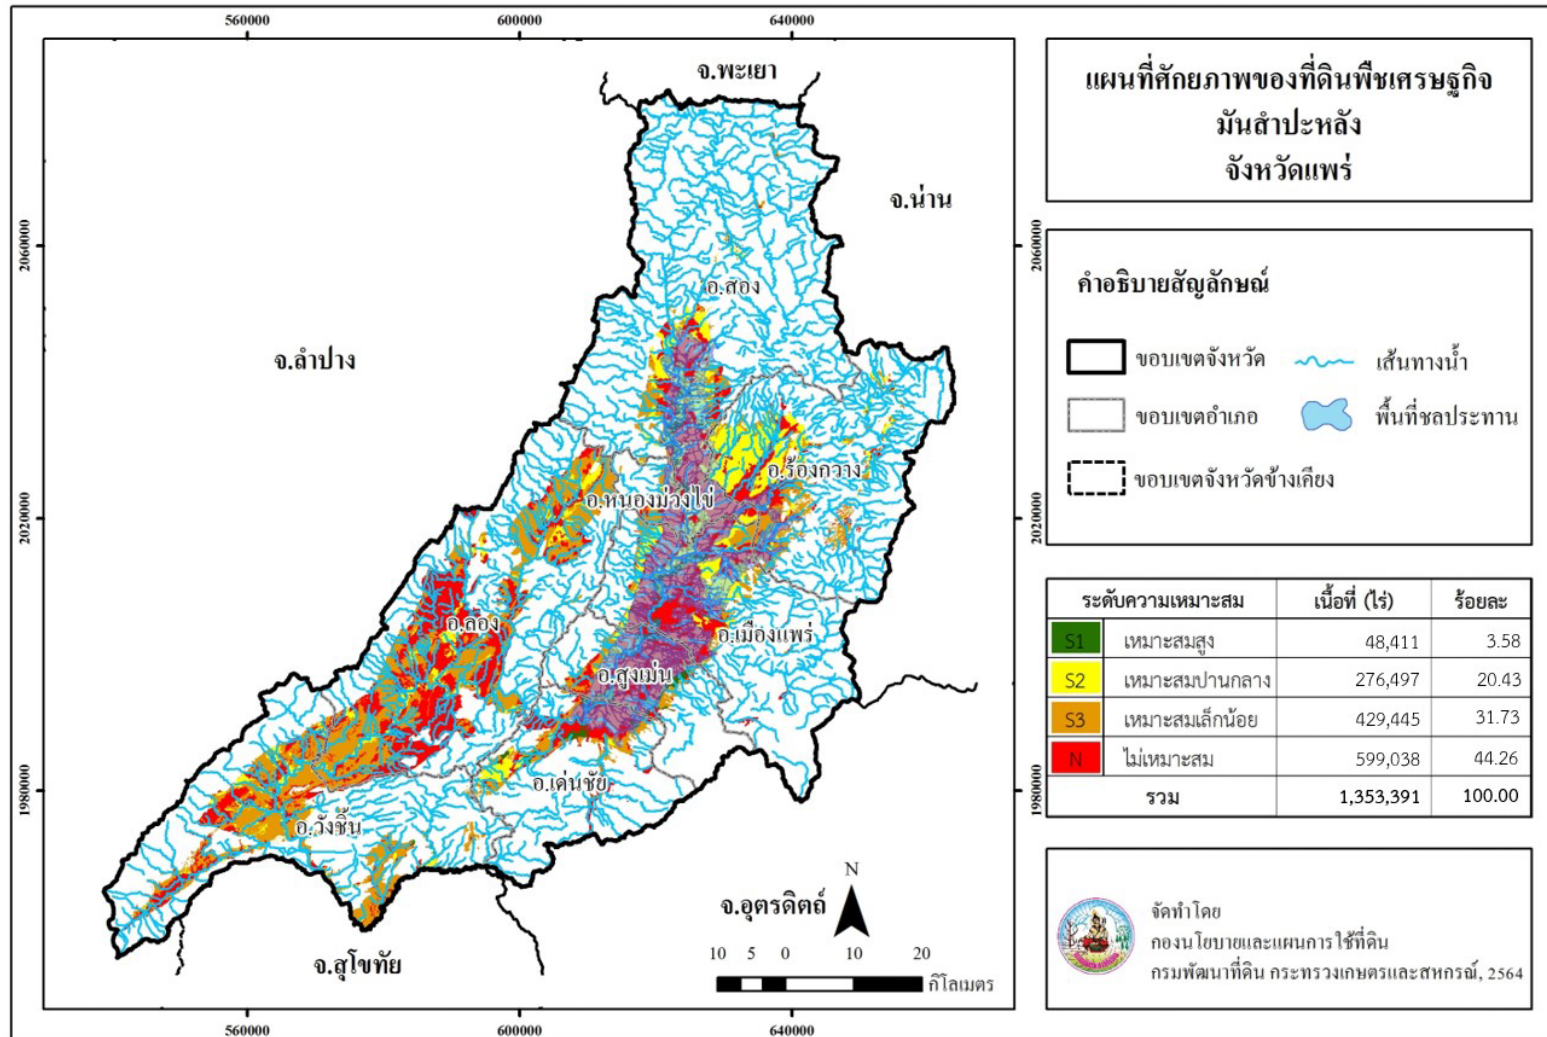 560000
600000
640000
แผนที่ศักยภาพของที่ดินพืชเศรษฐกิจ
มันสำปะหลัง
จังหวัดแพร่
จ.พะเยา
จ.น่าน
จ.ลำปาง
อ.สอง
อ.ร้องกวาง
อ.หนองม่วงไข่
อ.ลอง
อ.เมืองแพร่
อ.สูงเม่น
อ.เด่นชัย
อ.วังชิ้น
จ.อุตรดิตถ์
จ.สุโขทัย
N
10 5 0 10 20
กิโลเมตร
2060000
2020000
1980000
2060000
2020000
1980000
560000
600000
640000
คำอธิบายสัญลักษณ์
ขอบเขตจังหวัด
เส้นทางน้ำ
ขอบเขตอำเภอ
พื้นที่ชลประทาน
ขอบเขตจังหวัดข้างเคียง
ระดับความเหมาะสม เนื้อที่ (ไร่) ร้อยละ
S1 เหมาะสมสูง 48,411 3.58
S2 เหมาะสมปานกลาง 276,497 20.43
S3 เหมาะสมเล็กน้อย 429,445 31.73
N ไม่เหมาะสม 599,038 44.26
รวม 1,353,391 100.00
จัดทำโดย
กองนโยบายและแผนการใช้ที่ดิน
กรมพัฒนาที่ดิน กระทรวงเกษตรและสหกรณ์, 2564